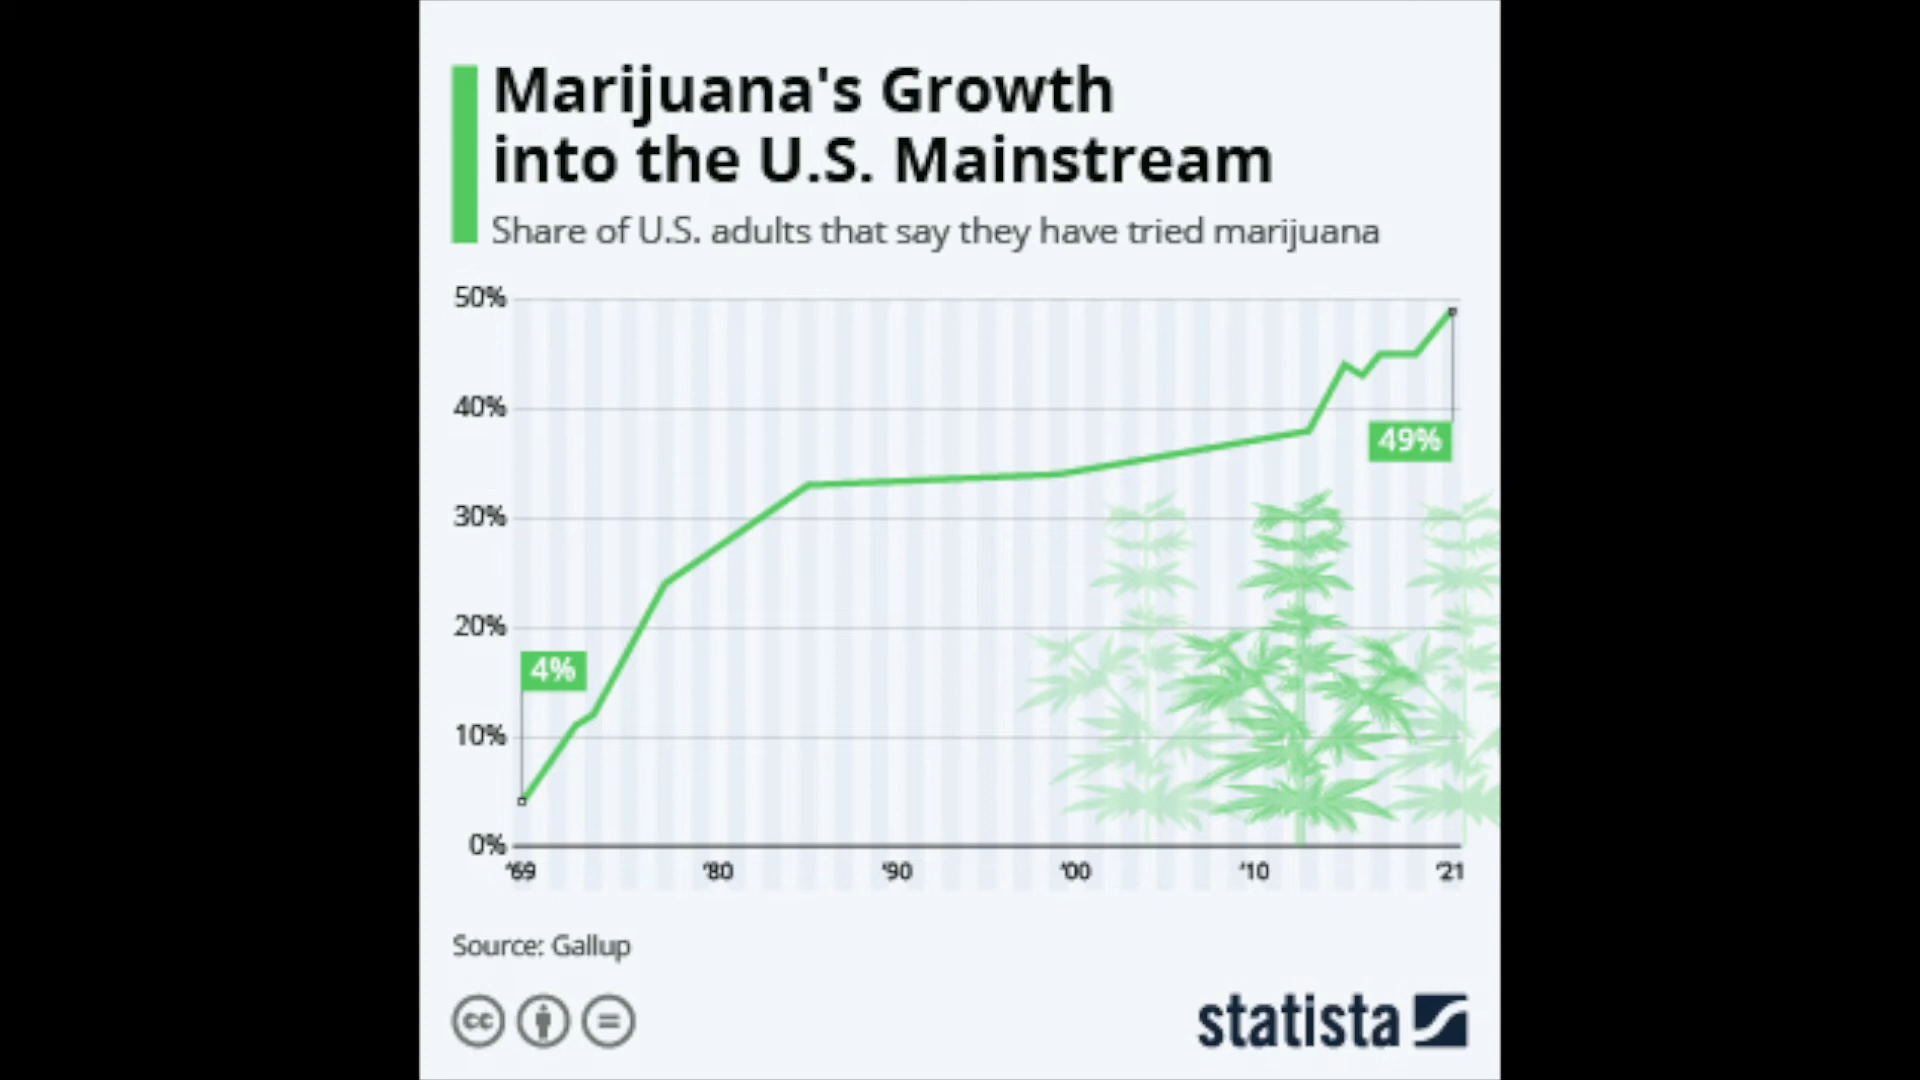 Marijuana's Growth
into the U.S. Mainstream
Share of U.S. adults that say they have tried marijuana
50%
40%
49%
30%
20%
4%
10%
0%
'69 '80 '90 '00 '10 '21
Source: Gallup
cc
statista